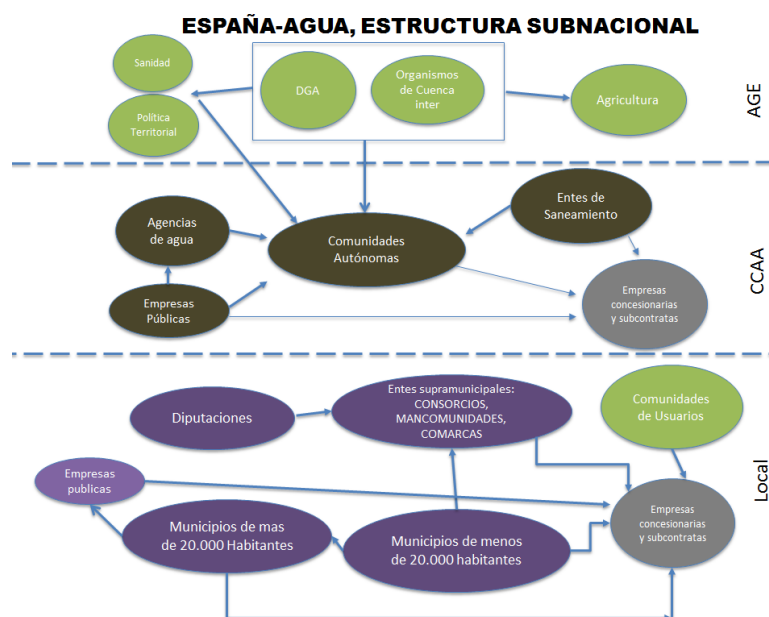 ESPAÑA-AGUA, ESTRUCTURA SUBNACIONAL
Sanidad
Política
Territorial
DGA
Organismos
de Cuenca
inter
Agricultura
AGE
Agencias
de agua
Empresas
Públicas
Comunidades
Autónomas
Entes de
Saneamiento
Empresas
concesionarias
y subcontratas
CCAA
Diputaciones
Entes supramunicipales:
CONSORCIOS,
MANCOMUNIDADES,
COMARCAS
Comunidades
de Usuarios
Empresas
publicas
Municipios de mas
de 20.000 Habitantes
Municipios de menos
de 20.000 habitantes
Empresas
concesionarias
y subcontratas
Local